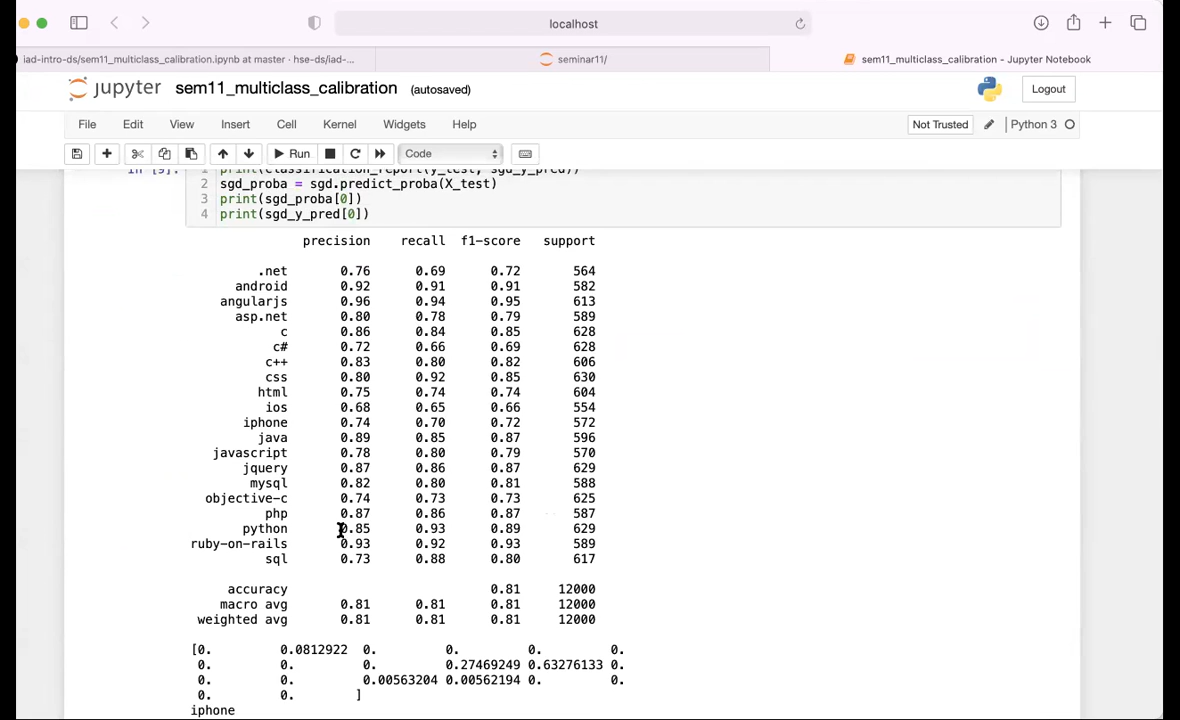 localhost
iad-intro-ds/sem11_multiclass_calibration.ipynb at master · hse-ds/iad-...
seminar11/
sem11_multiclass_calibration - Jupyter Notebook
jupyter sem11_multiclass_calibration (autosaved)
Logout
File Edit View Insert Cell Kernel Widgets Help
Not Trusted
Python 3
Run
Code
In [9]: 1 print(classification_report(y_test, sgd_y_pred))
2 sgd_proba = sgd.predict_proba(X_test)
3 print(sgd_proba[0])
4 print(sgd_y_pred[0])
precision recall f1-score support
.net 0.76 0.69 0.72 564
android 0.92 0.91 0.91 582
angularjs 0.96 0.94 0.95 613
asp.net 0.80 0.78 0.79 589
c 0.86 0.84 0.85 628
c# 0.72 0.66 0.69 628
c++ 0.83 0.80 0.82 606
css 0.80 0.92 0.85 630
html 0.75 0.74 0.74 604
ios 0.68 0.65 0.66 554
iphone 0.74 0.70 0.72 572
java 0.89 0.85 0.87 596
javascript 0.78 0.80 0.79 570
jquery 0.87 0.86 0.87 629
mysql 0.82 0.80 0.81 588
objective-c 0.74 0.73 0.73 625
php 0.87 0.86 0.87 587
python 0.85 0.93 0.89 629
ruby-on-rails 0.93 0.92 0.93 589
sql 0.73 0.88 0.80 617
accuracy 0.81 12000
macro avg 0.81 0.81 0.81 12000
weighted avg 0.81 0.81 0.81 12000
[0. 0.0812922 0. 0. 0. 0.
0. 0. 0. 0.27469249 0.63276133 0.
0. 0. 0.00563204 0.00562194 0. 0.
0. 0. ]
iphone